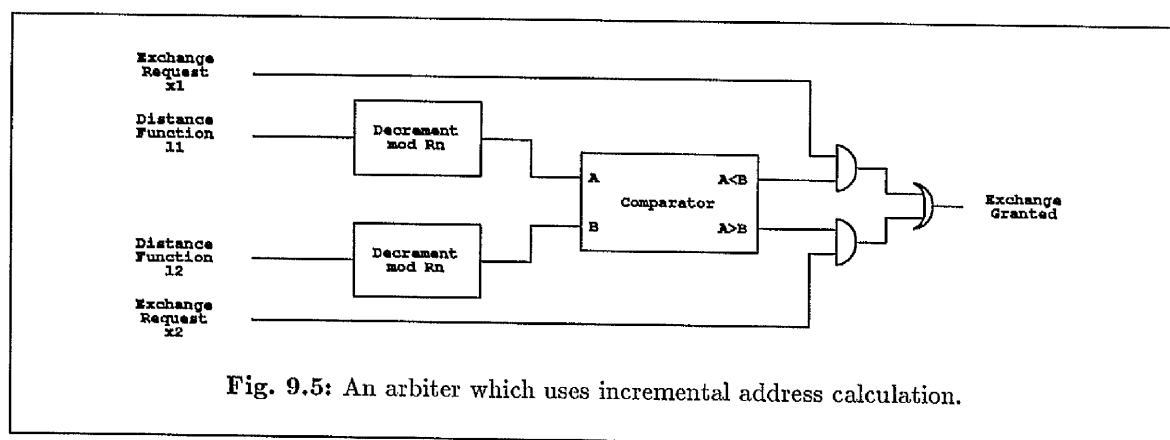 Exchange
Request
x1
Distance
Function
l1
Decrement
mod Rn
A
A<B
Comparator
B
A>B
Exchange
Granted
Distance
Function
l2
Decrement
mod Rn
Exchange
Request
x2
Fig. 9.5: An arbiter which uses incremental address calculation.